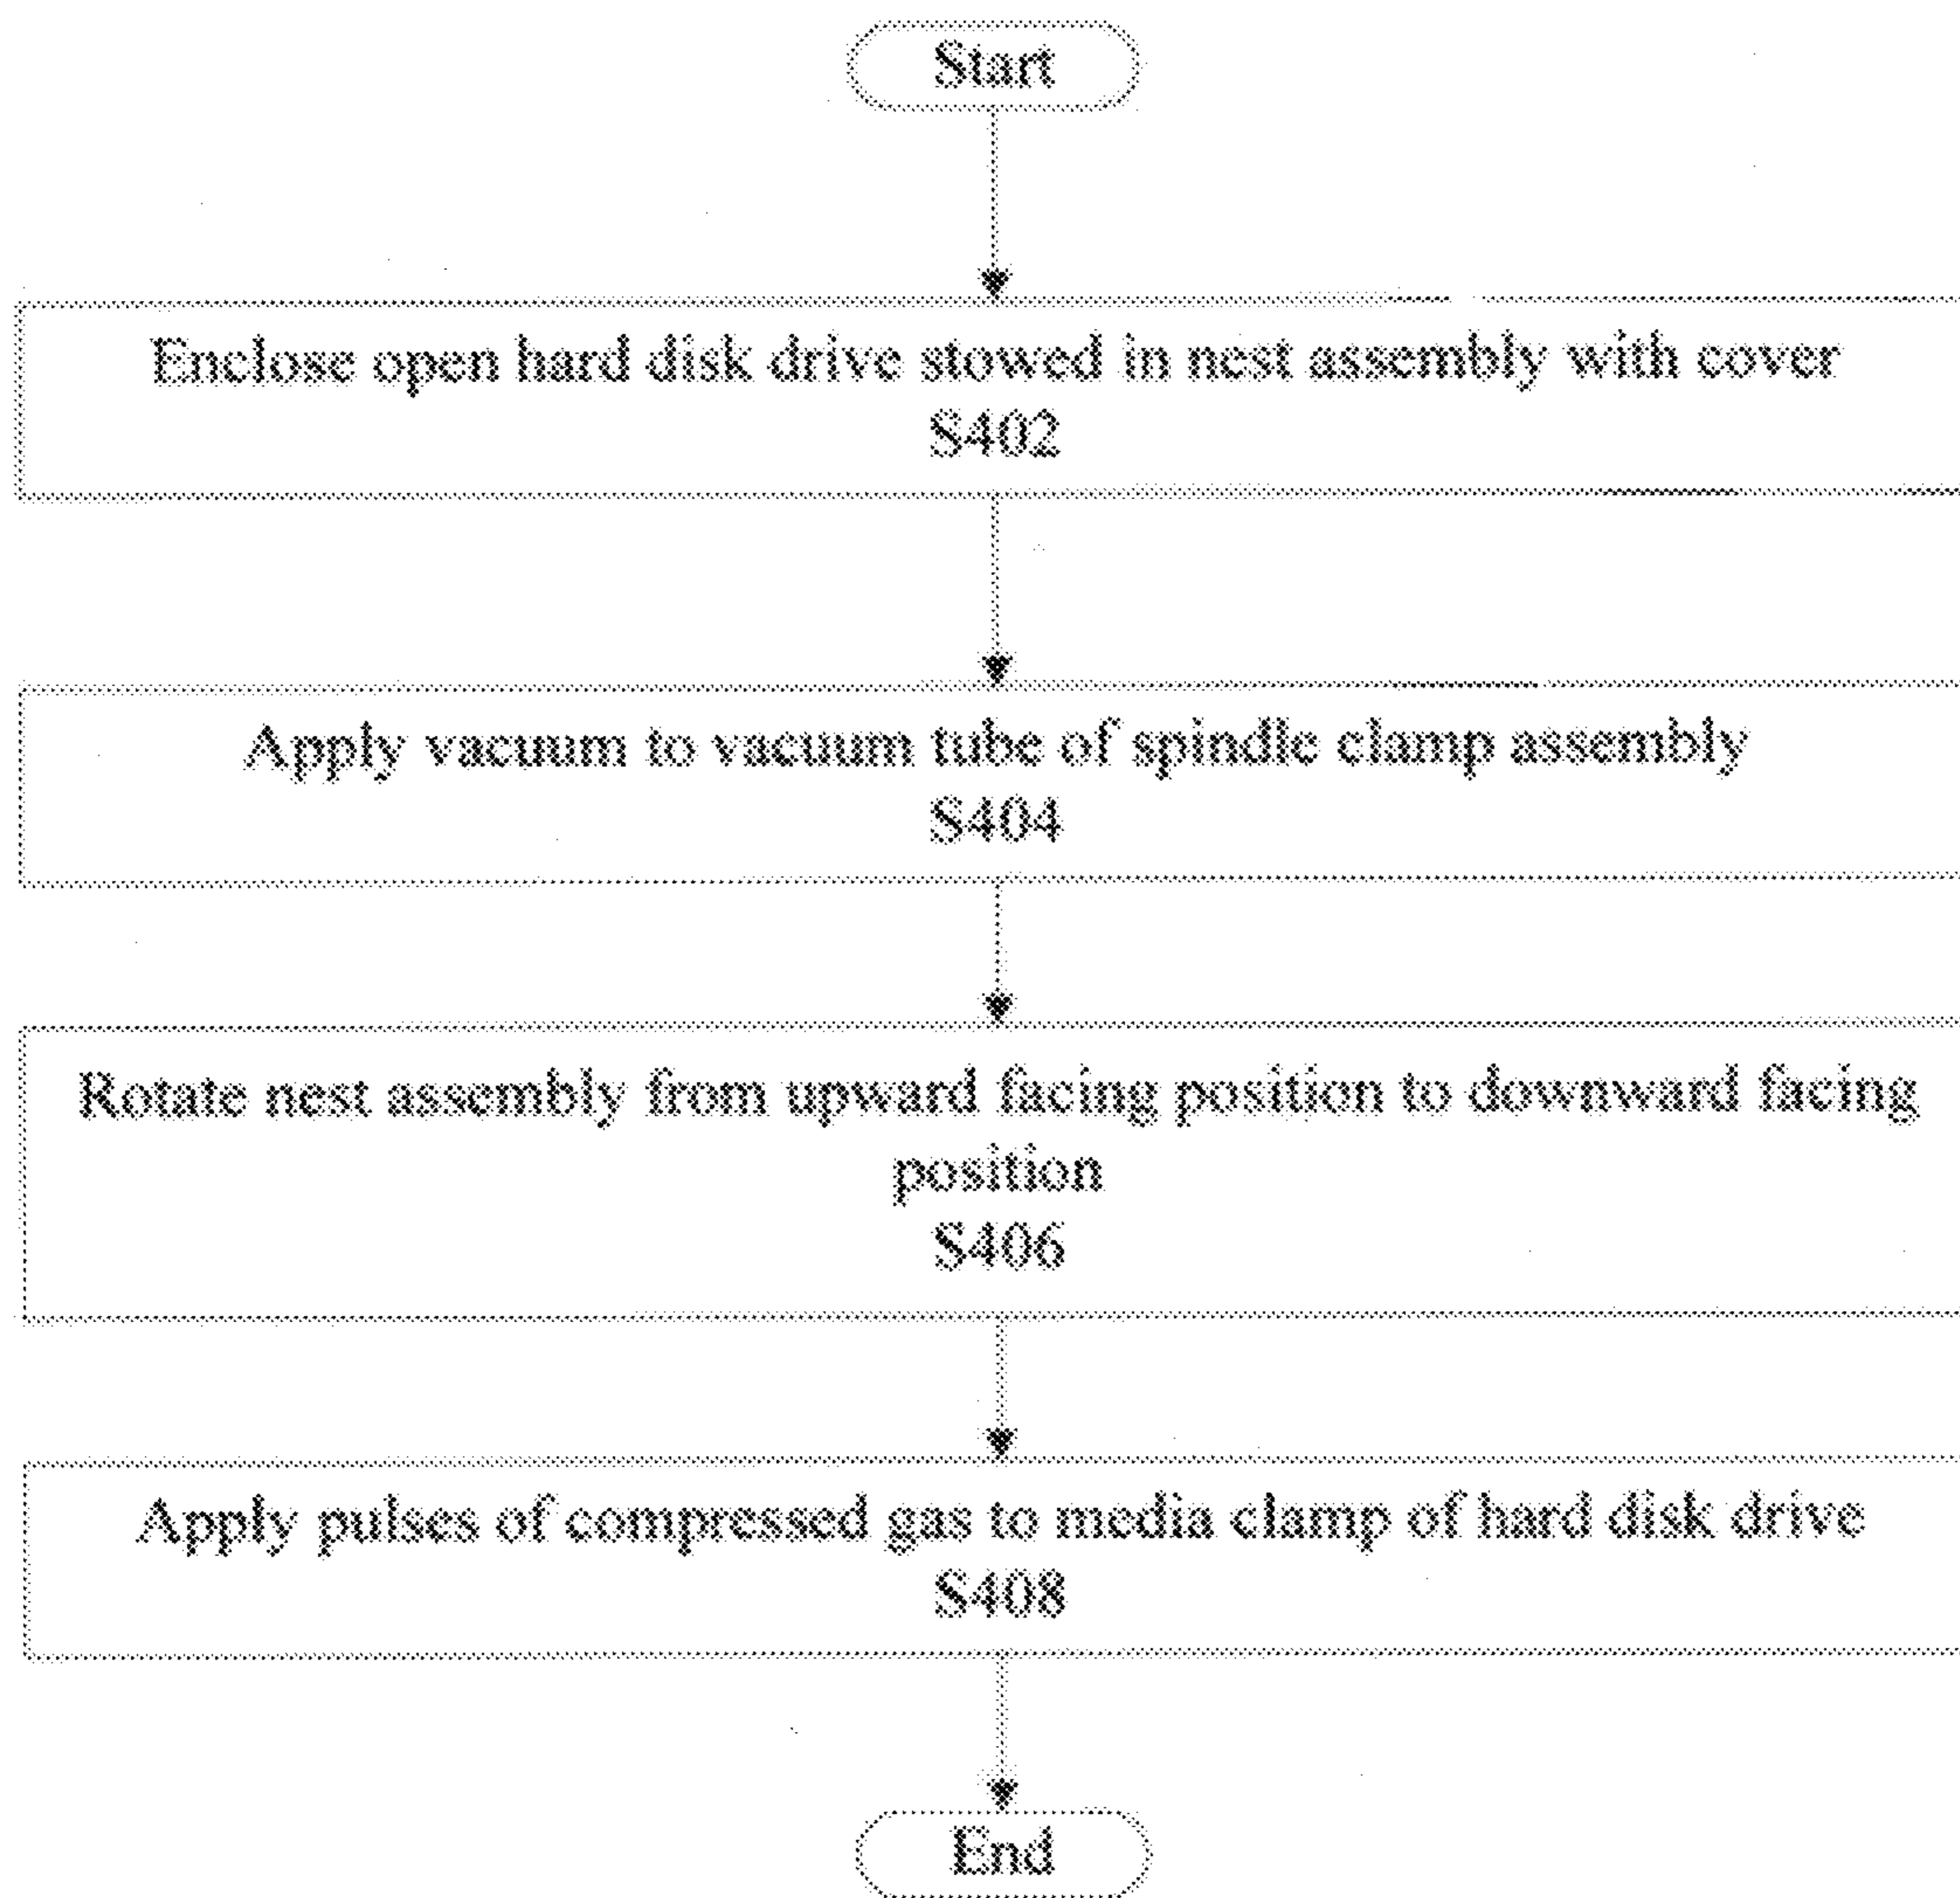 Start
Enclose open hard disk drive stowed in nest assembly with cover
S402
Apply vacuum to vacuum tube of spindle clamp assembly
S404
Rotate nest assembly from upward facing position to downward facing
position
S406
Apply pulses of compressed gas to media clamp of hard disk drive
S408
End